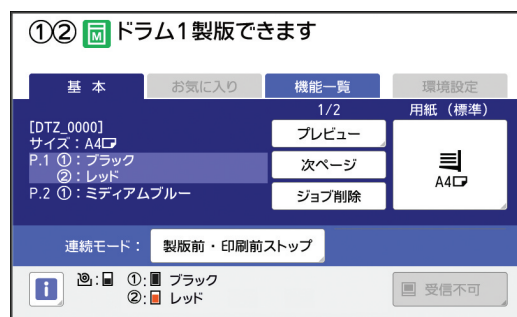 ①② M ドラム1製版できます
基本 お気に入り 機能一覧 環境設定
1/2 用紙（標準）
[DTZ_0000]
サイズ：A4
P.1 ①：ブラック
②：レッド
P.2 ①：ミディアムブルー
プレビュー
次ページ
ジョブ削除
A4
連続モード： 製版前・印刷前ストップ
i ①:ブラック
②:レッド
受信不可